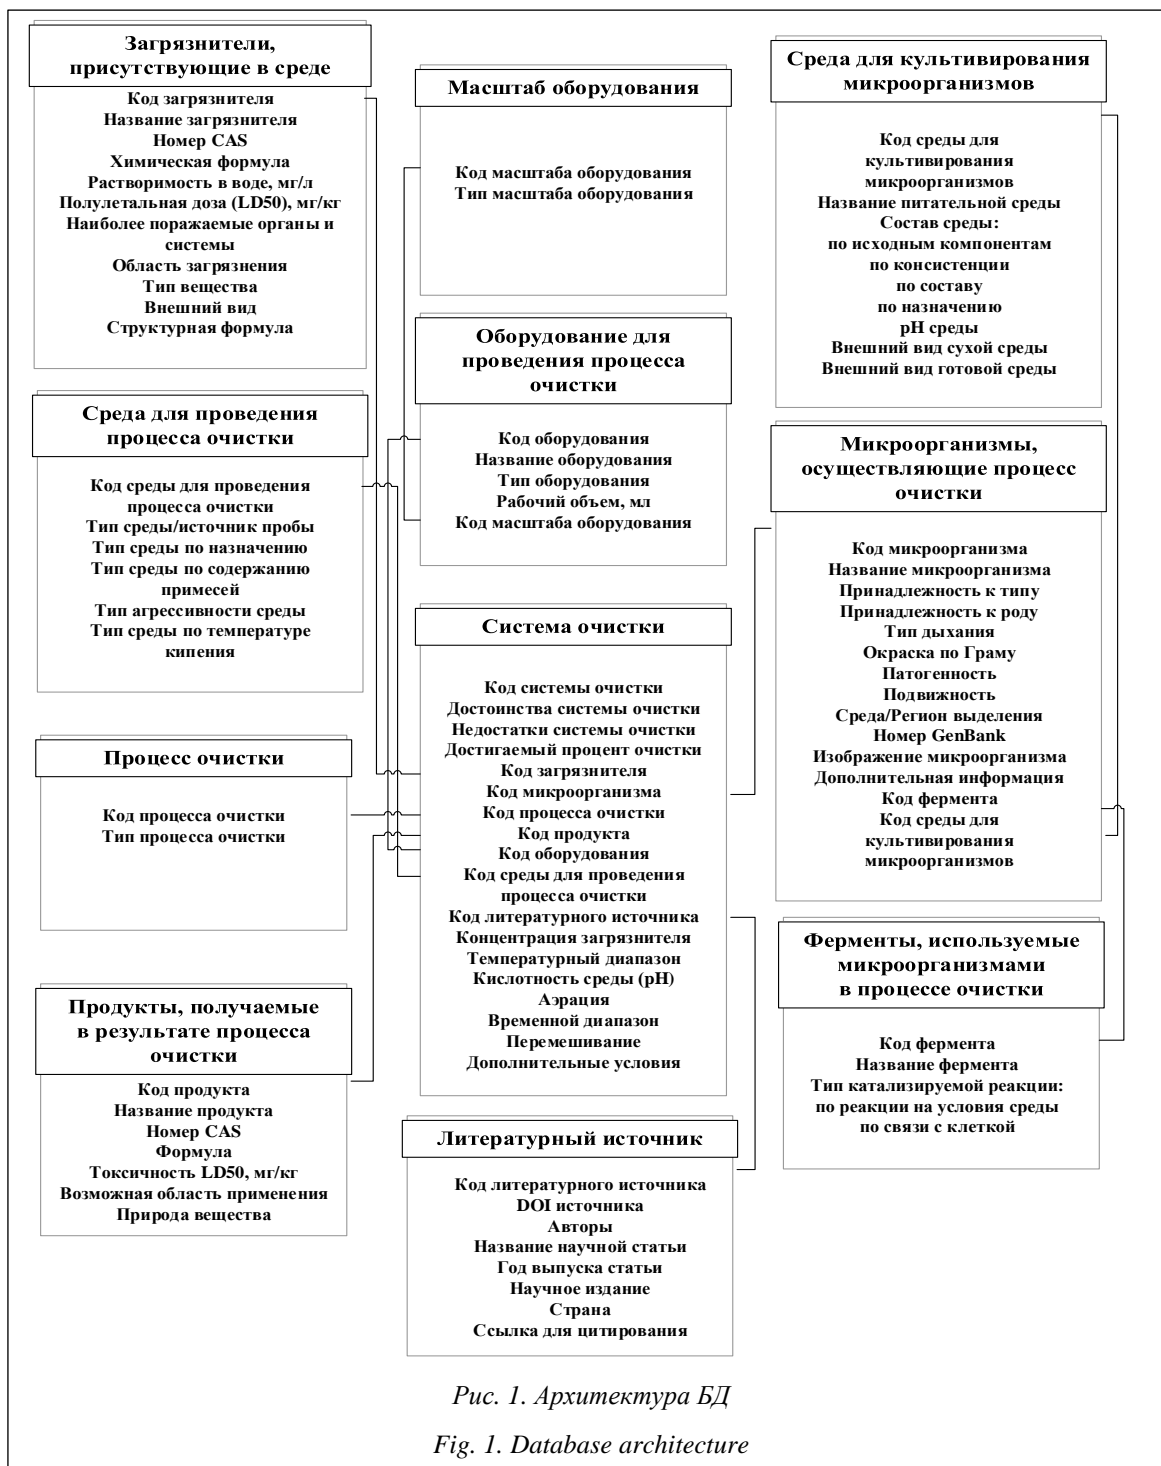 Загрязнители,
присутствующие в среде
Код загрязнителя
Название загрязнителя
Номер CAS
Химическая формула
Растворимость в воде, мг/л
Полулетальная доза (LD50), мг/кг
Наиболее поражаемые органы и
системы
Область загрязнения
Тип вещества
Внешний вид
Структурная формула
Среда для проведения
процесса очистки
Код среды для проведения
процесса очистки
Тип среды/источник пробы
Тип среды по назначению
Тип среды по содержанию
примесей
Тип агрессивности среды
Тип среды по температуре
кипения
Процесс очистки
Код процесса очистки
Тип процесса очистки
Продукты, получаемые
в результате процесса
очистки
Код продукта
Название продукта
Номер CAS
Формула
Токсичность LD50, мг/кг
Возможная область применения
Природа вещества
Масштаб оборудования
Код масштаба оборудования
Тип масштаба оборудования
Оборудование для
проведения процесса
очистки
Код оборудования
Название оборудования
Тип оборудования
Рабочий объем, мл
Код масштаба оборудования
Система очистки
Код системы очистки
Достоинства системы очистки
Недостатки системы очистки
Достигаемый процент очистки
Код загрязнителя
Код микроорганизма
Код процесса очистки
Код продукта
Код оборудования
Код среды для проведения
процесса очистки
Код литературного источника
Концентрация загрязнителя
Температурный диапазон
Кислотность среды (pH)
Аэрация
Временной диапазон
Перемешивание
Дополнительные условия
Литературный источник
Код литературного источника
DOI источника
Авторы
Название научной статьи
Год выпуска статьи
Научное издание
Страна
Ссылка для цитирования
Среда для культивирования
микроорганизмов
Код среды для
культивирования
микроорганизмов
Название питательной среды
Состав среды:
по исходным компонентам
по консистенции
по составу
по назначению
pH среды
Внешний вид сухой среды
Внешний вид готовой среды
Микроорганизмы,
осуществляющие процесс
очистки
Код микроорганизма
Название микроорганизма
Принадлежность к типу
Принадлежность к роду
Тип дыхания
Окраска по Граму
Патогенность
Подвижность
Среда/Регион выделения
Номер GenBank
Изображение микроорганизма
Дополнительная информация
Код фермента
Код среды для
культивирования
микроорганизмов
Ферменты, используемые
микроорганизмами
в процессе очистки
Код фермента
Название фермента
Тип катализируемой реакции:
по реакции на условия среды
по связи с клеткой
Рис. 1. Архитектура БД
Fig. 1. Database architecture